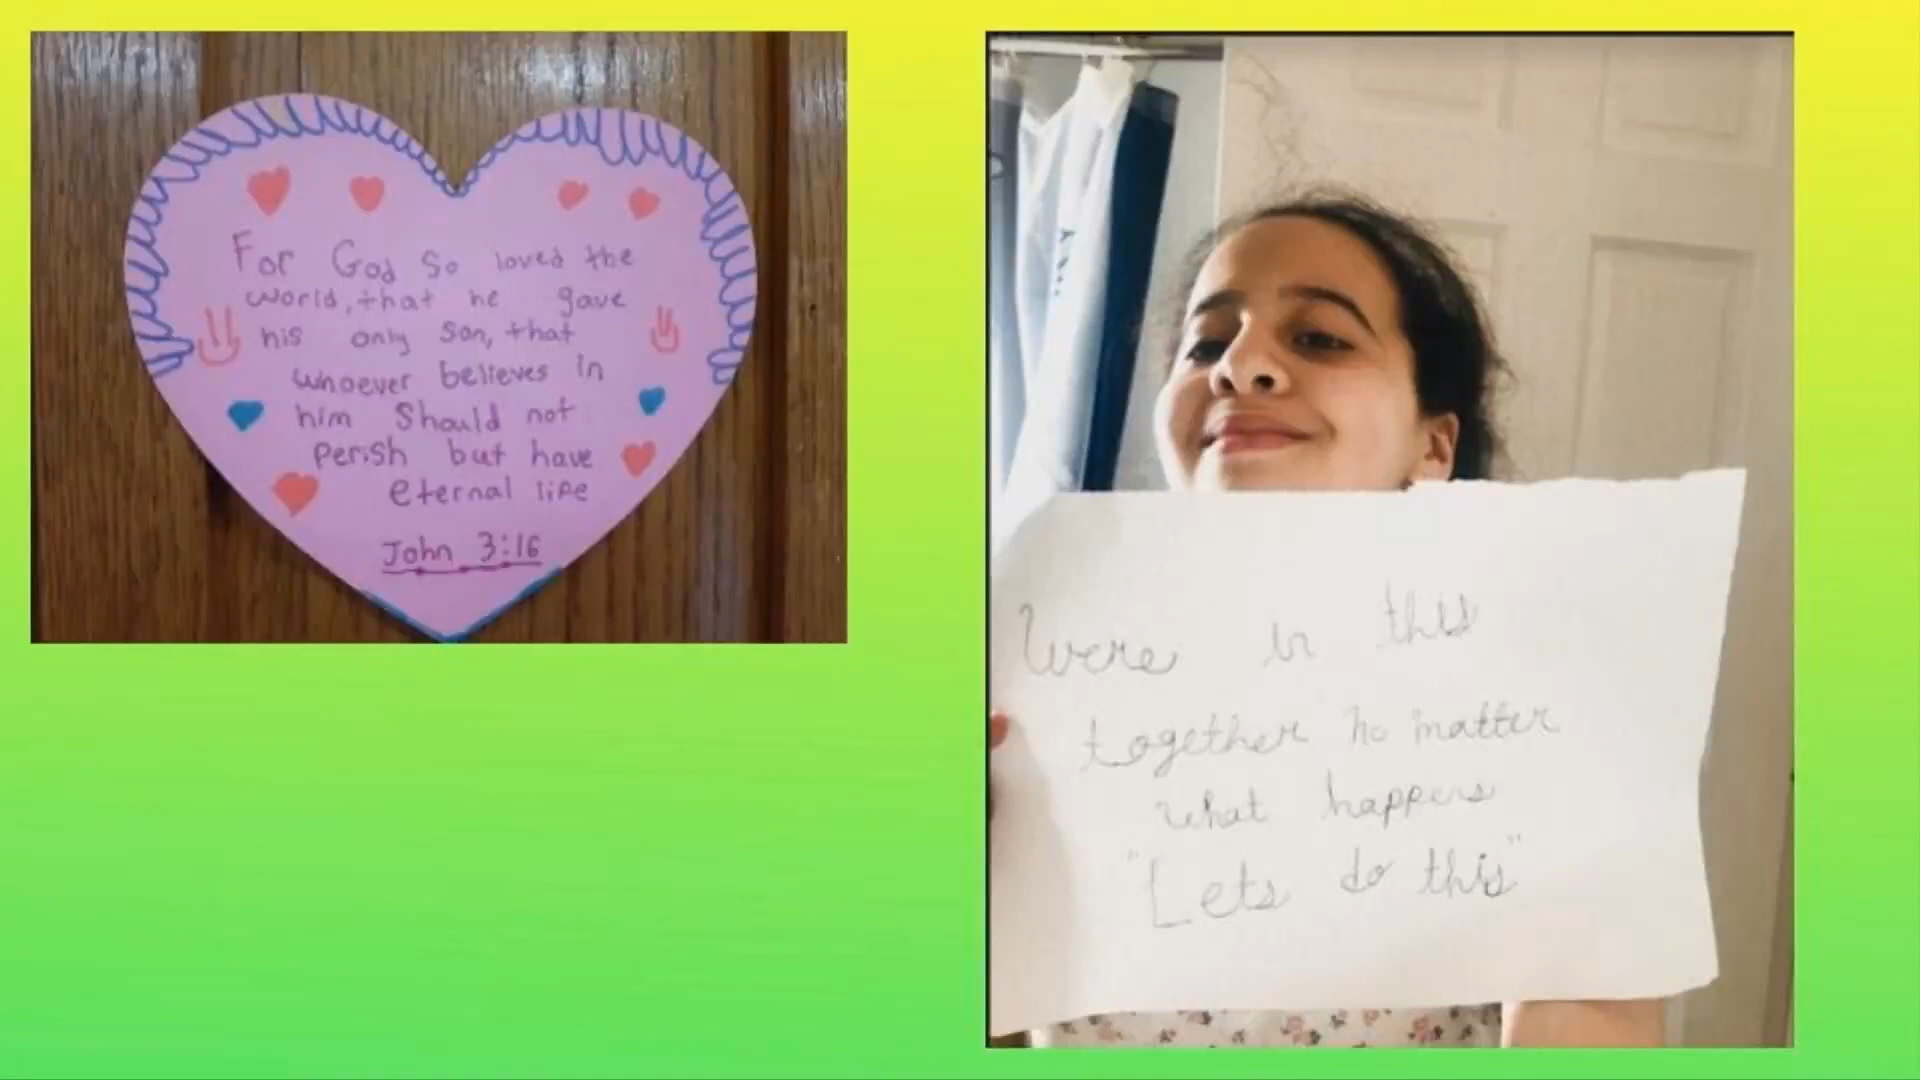 For God so loved the
world, that he gave
his only son, that
whoever believes in
him should not
perish but have
eternal life
John 3:16
Were in this
together no matter
what happens
"Lets do this"